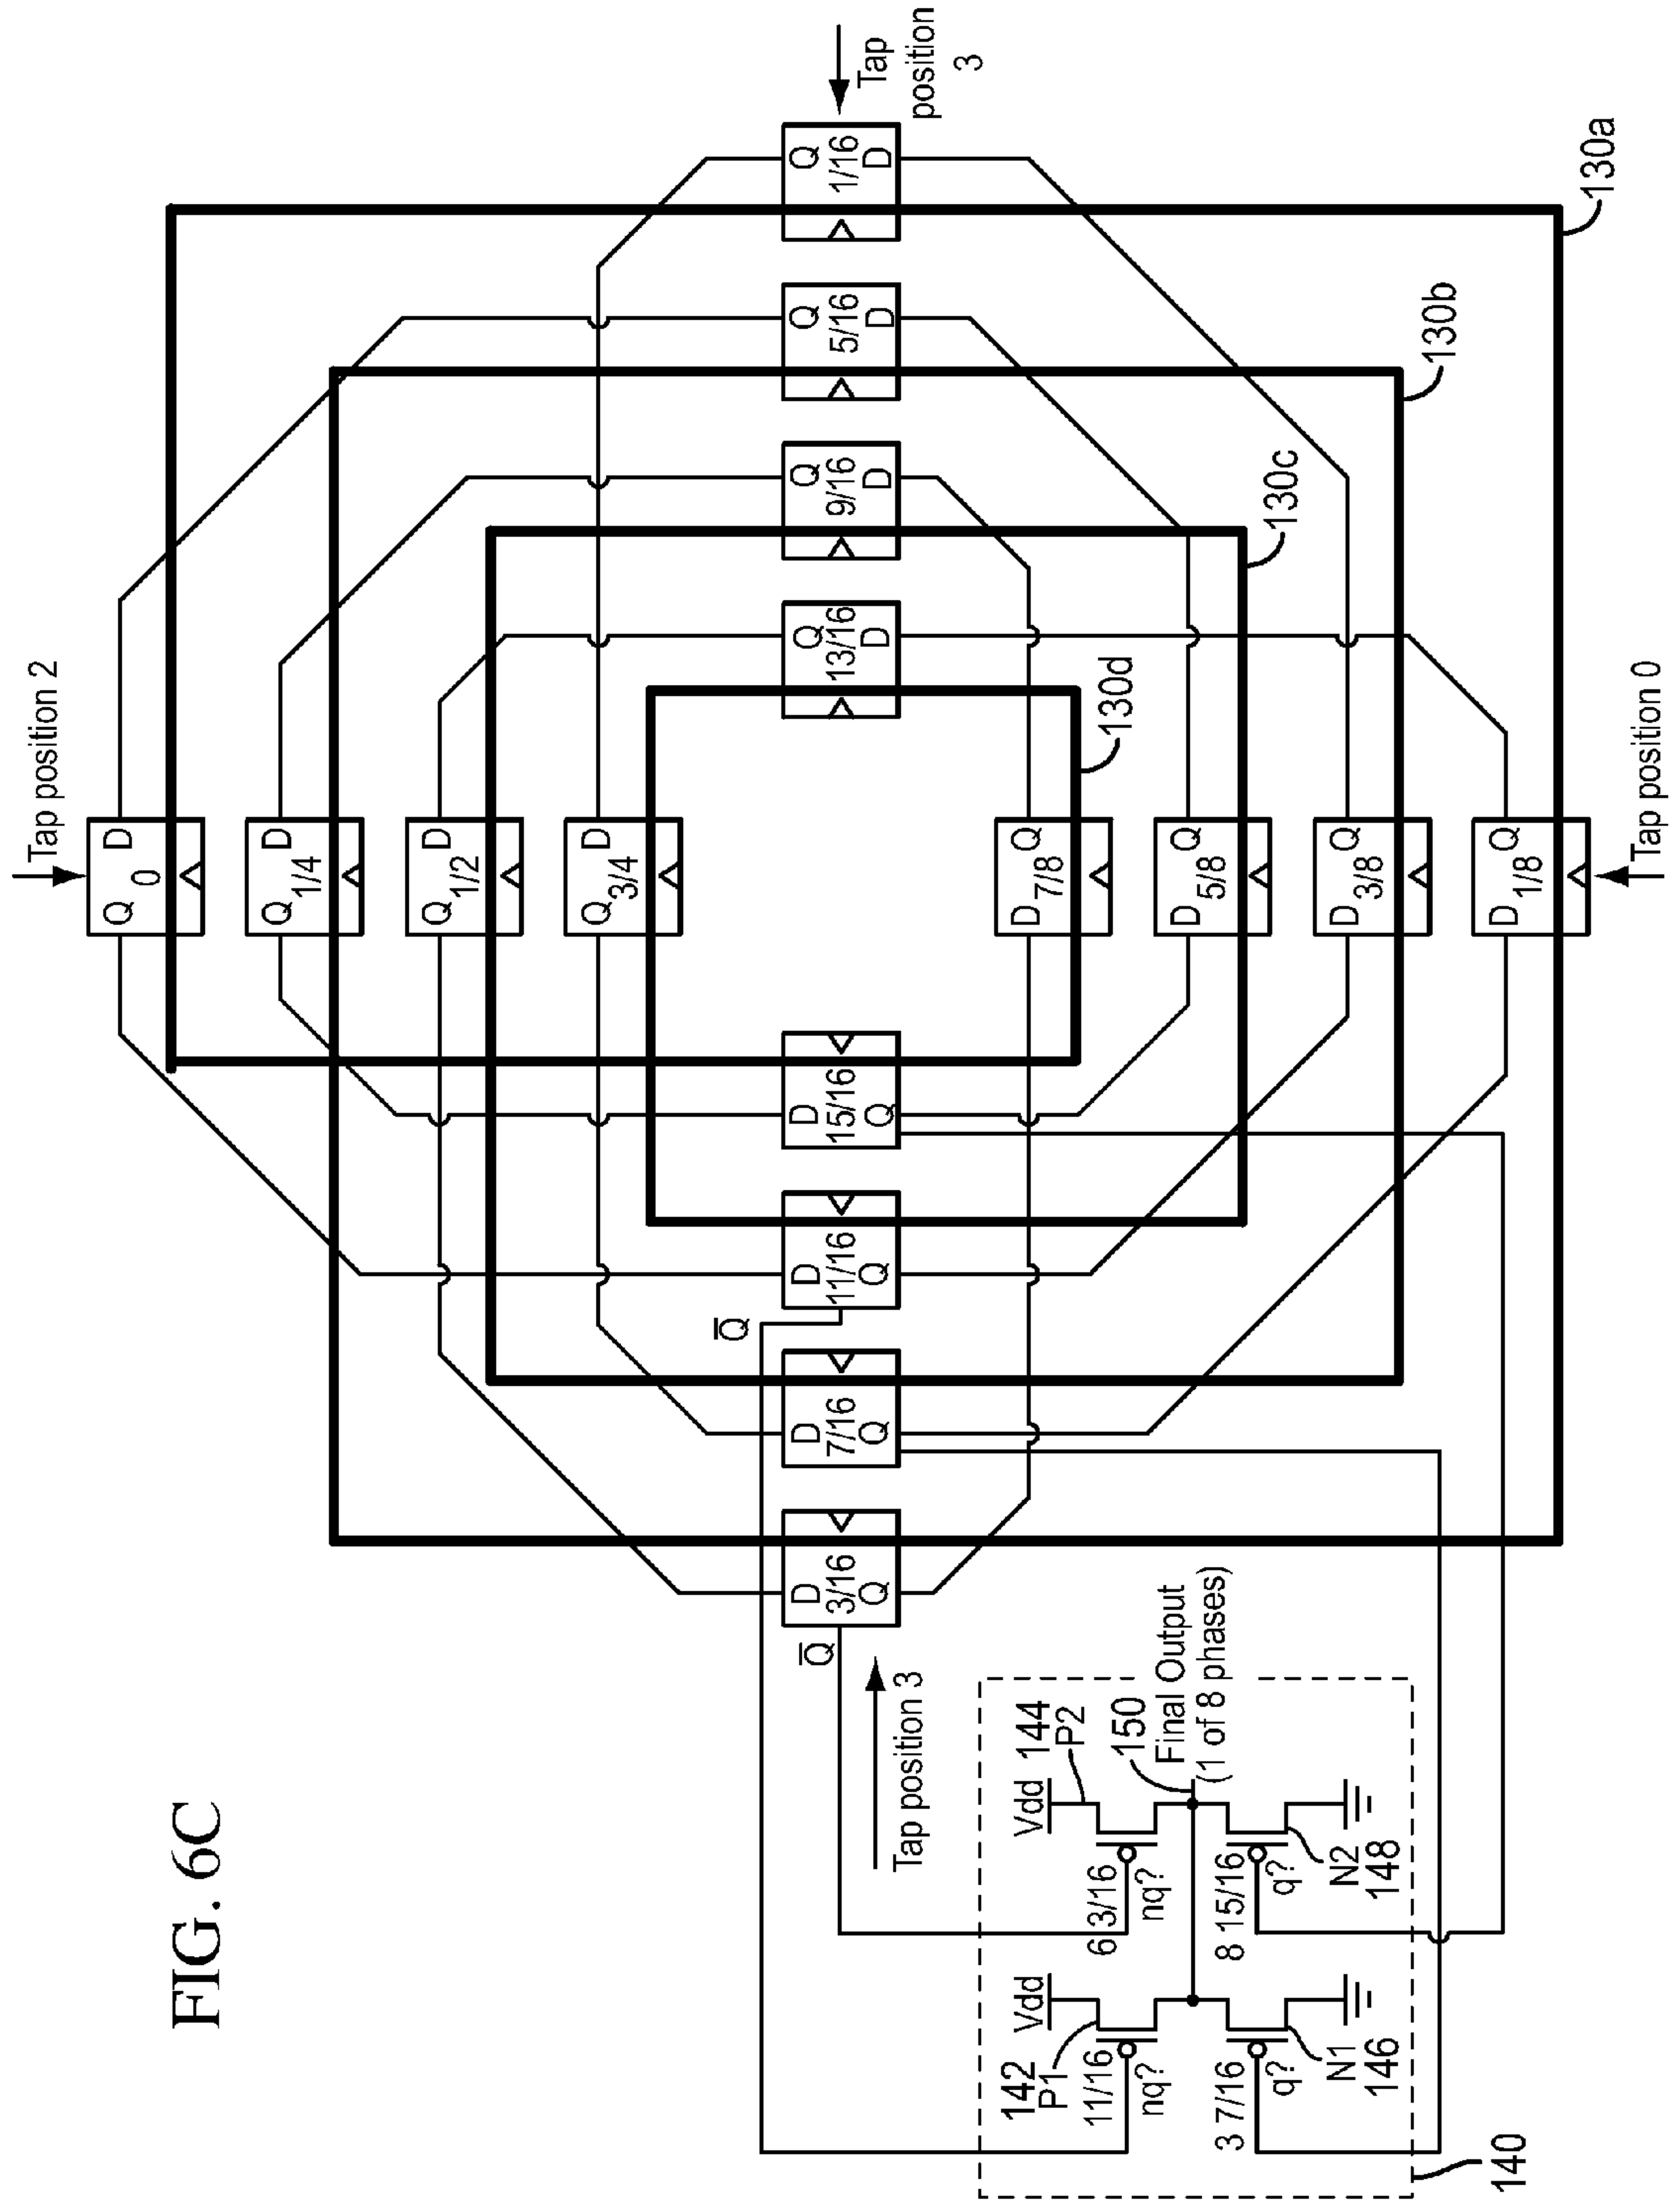 FIG. 6C
Tap position 2
Q D
0
Q D
1/4
Q D
1/2
Q D
3/4
D Q
7/8
D Q
5/8
D Q
3/8
D Q
1/8
Tap position 0
Q
1/16
D
Tap
position
3
Q
5/16
D
Q
9/16
D
Q
13/16
D
D
15/16
Q
D
11/16
Q
Q̅
D
7/16
Q
D
3/16
Q
Q̅
Tap position 3
130a
130b
130c
130d
Vdd
142
P1
11/16
nq?
Vdd
144
P2
6 3/16
nq?
150
Final Output
(1 of 8 phases)
3 7/16
q?
N1
146
8 15/16
q?
N2
148
140